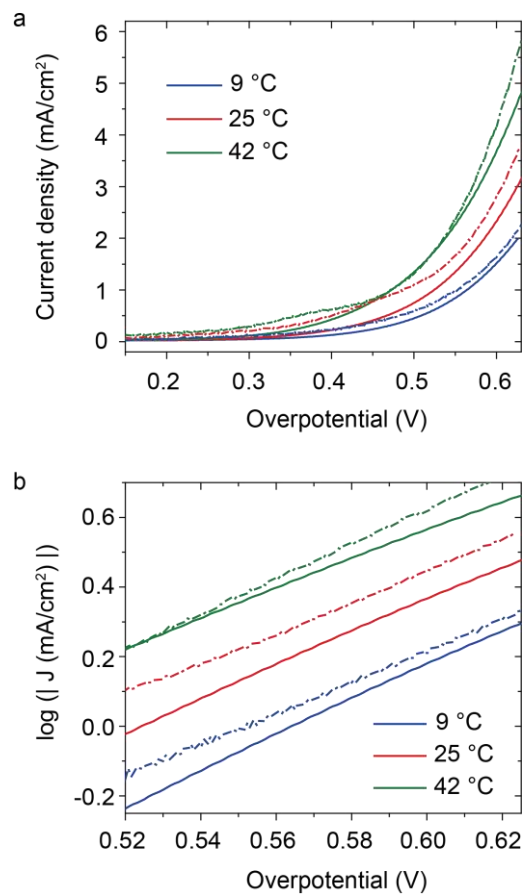 a
6
5
4
3
2
1
0
Current density (mA/cm²)
9 °C
25 °C
42 °C
0.2 0.3 0.4 0.5 0.6
Overpotential (V)
b
0.6
0.4
0.2
0.0
-0.2
log (| J (mA/cm²) |)
9 °C
25 °C
42 °C
0.52 0.54 0.56 0.58 0.60 0.62
Overpotential (V)